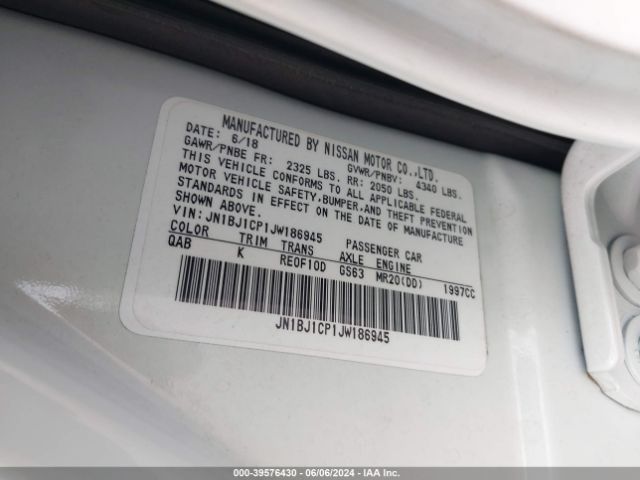 MANUFACTURED BY NISSAN MOTOR CO.,LTD.
DATE: 6/18 GVWR/PNBV: 4340 LBS.
GAWR/PNBE FR: 2325 LBS. RR: 2050 LBS.
THIS VEHICLE CONFORMS TO ALL APPLICABLE FEDERAL
MOTOR VEHICLE SAFETY,BUMPER,AND THEFT PREVENTION
STANDARDS IN EFFECT ON THE DATE OF MANUFACTURE
SHOWN ABOVE.
VIN:JN1BJ1CP1JW186945 PASSENGER CAR
COLOR TRIM TRANS AXLE ENGINE
QAB K RE0F10D GS63 MR20(DD) 1997CC
JN1BJ1CP1JW186945
000-39576430 - 06/06/2024 - IAA Inc.